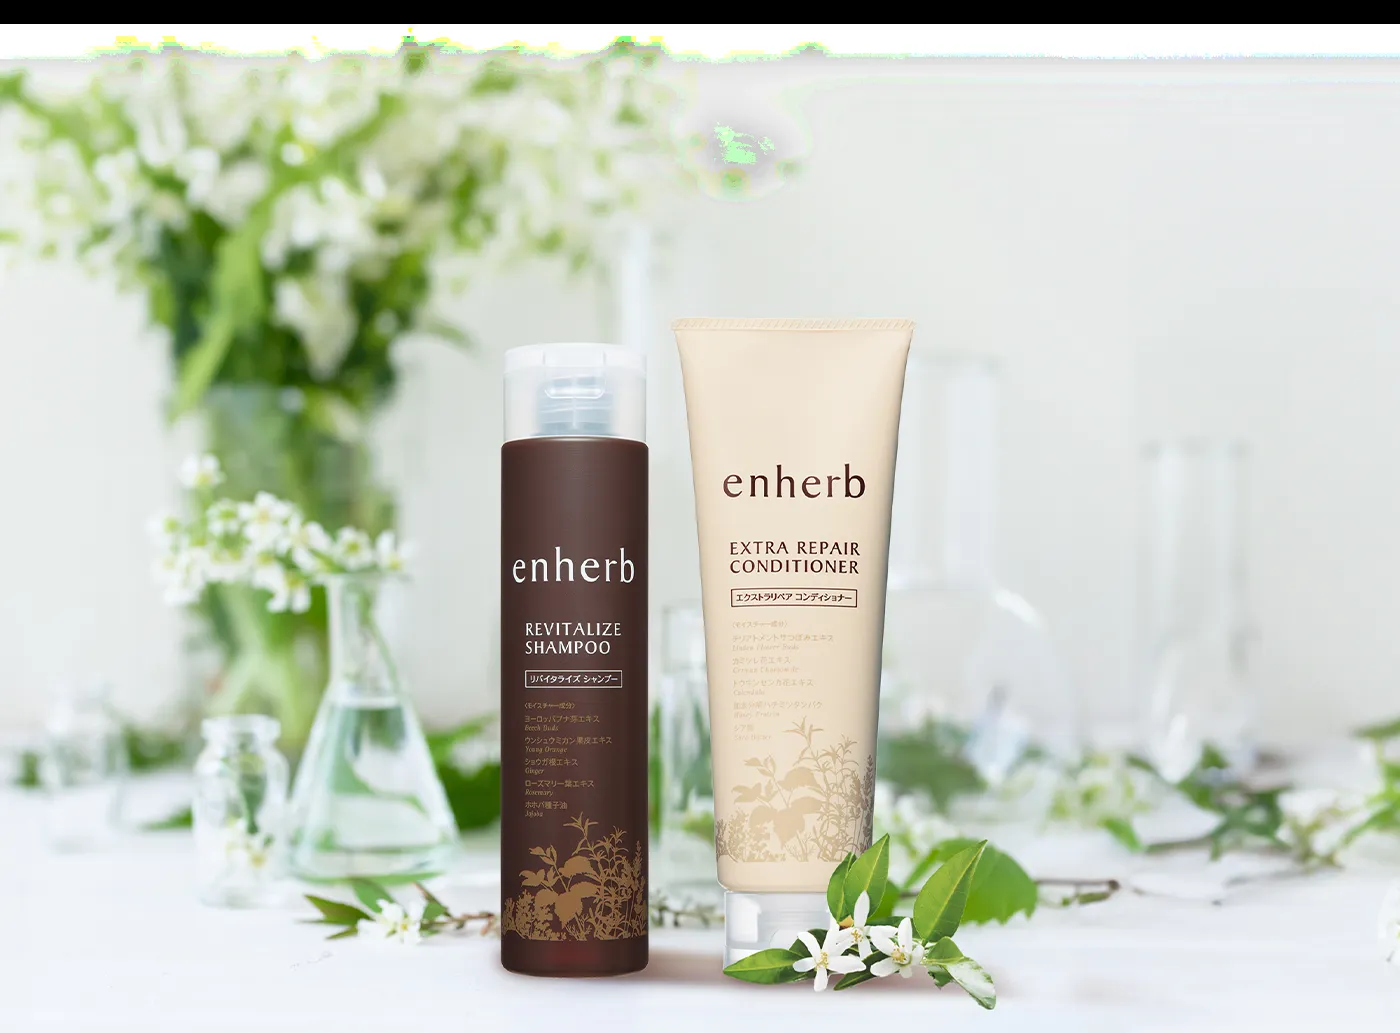 enherb
REVITALIZE
SHAMPOO
リバイタライズ シャンプー
〈モイスチャー成分〉
ヨーロッパブナ芽エキス
Beech Buds
ウンシュウミカン果皮エキス
Young Orange
ショウガ根エキス
Ginger
ローズマリー葉エキス
Rosemary
ホホバ種子油
Jojoba
enherb
EXTRA REPAIR
CONDITIONER
エクストラリペア コンディショナー
〈モイスチャー成分〉
カミツレ花エキス
German Chamomile
トウキンセンカ花エキス
Calendula